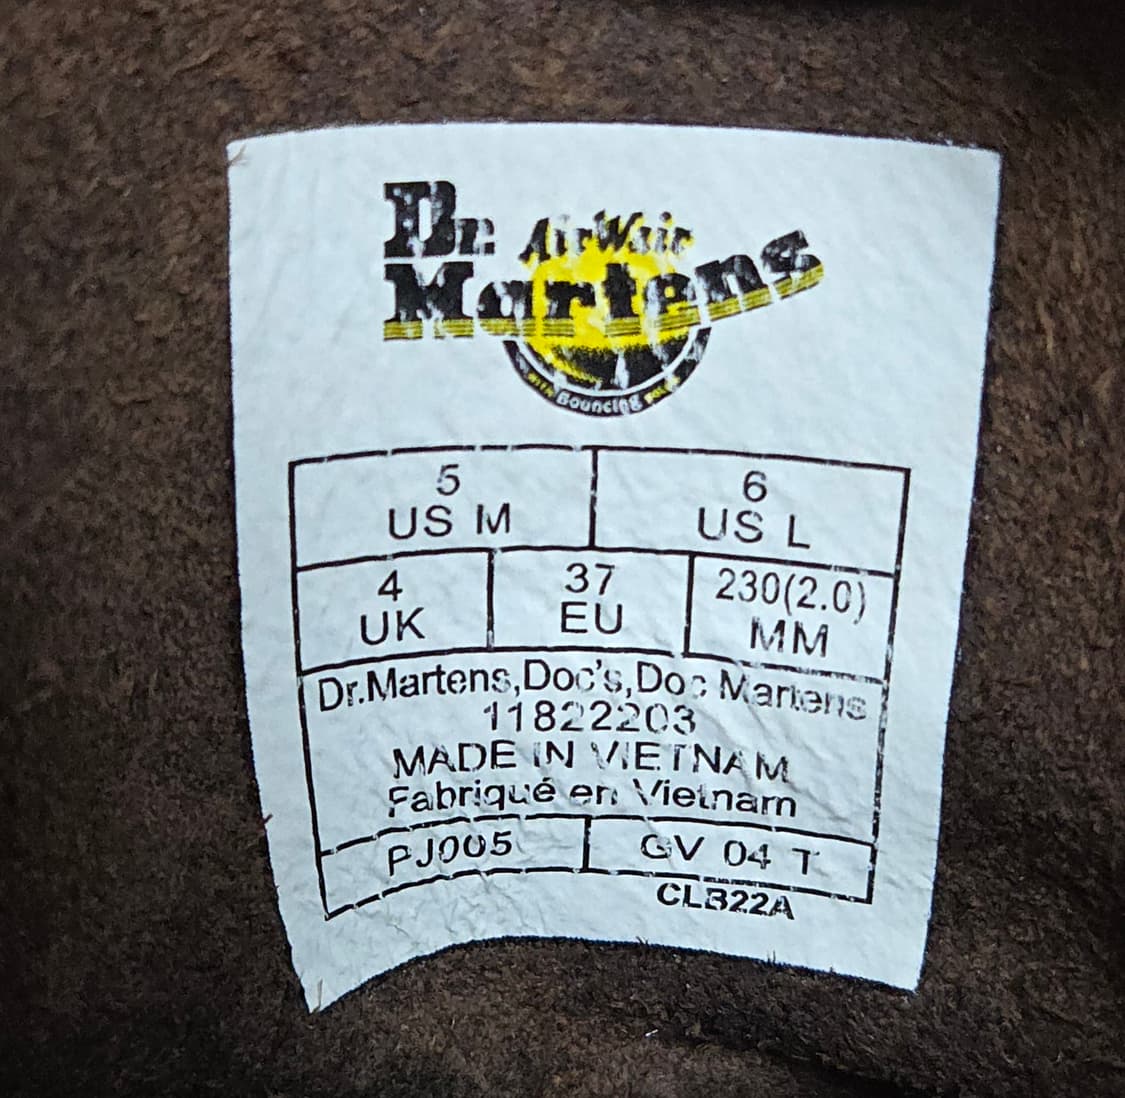 Dr. AirWair
Martens
WITH Bouncing
5
US M
6
US L
4
UK
37
EU
230(2.0)
MM
Dr.Martens,Doc's,Doc Martens
11822203
MADE IN VIETNAM
Fabriqué en Vietnam
PJ005
GV 04 T
CLB22A